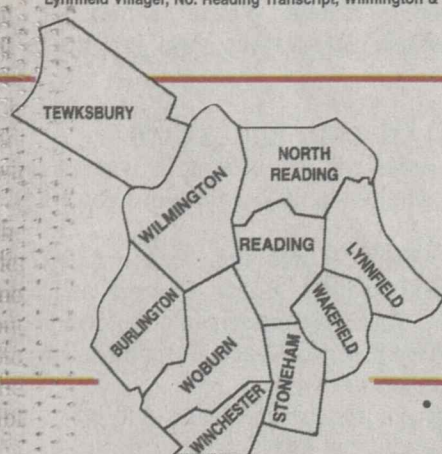 Lynnfield Villager, No. Reading Transcript, Wilmington &
TEWKSBURY
NORTH
READING
WILMINGTON
READING
LYNNFIELD
BURLINGTON
WAKEFIELD
WOBURN
STONEHAM
WINCHESTER